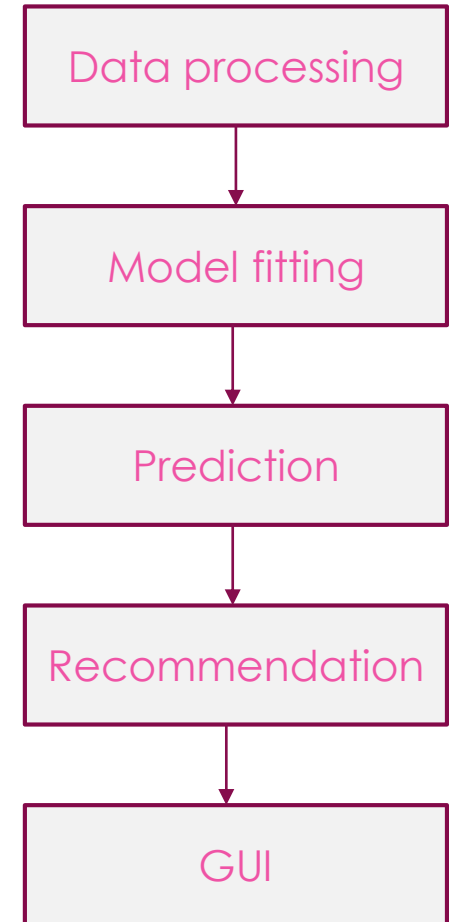 Data processing
Model fitting
Prediction
Recommendation
GUI